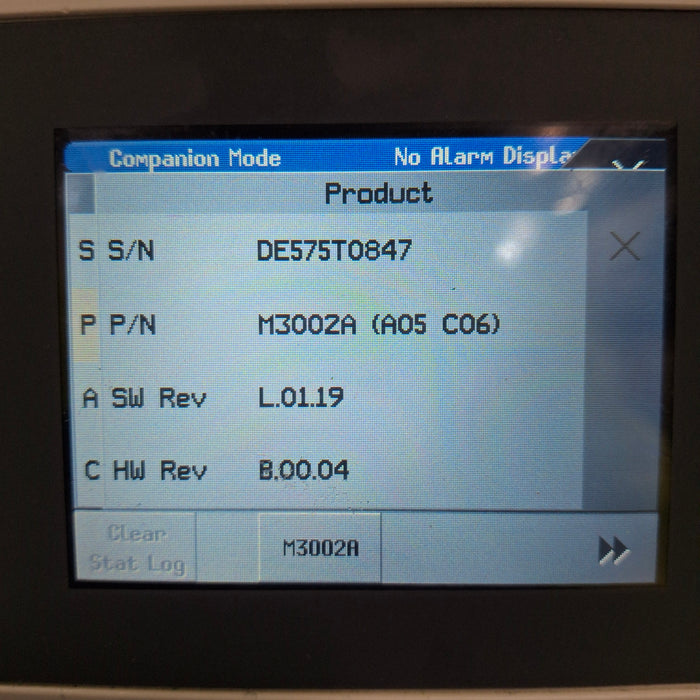 Companion Mode No Alarm Displa
Product
S S/N DE575T0847
P P/N M3002A (A05 C06)
A SW Rev L.01.19
C HW Rev B.00.04
Clear
Stat Log
M3002A